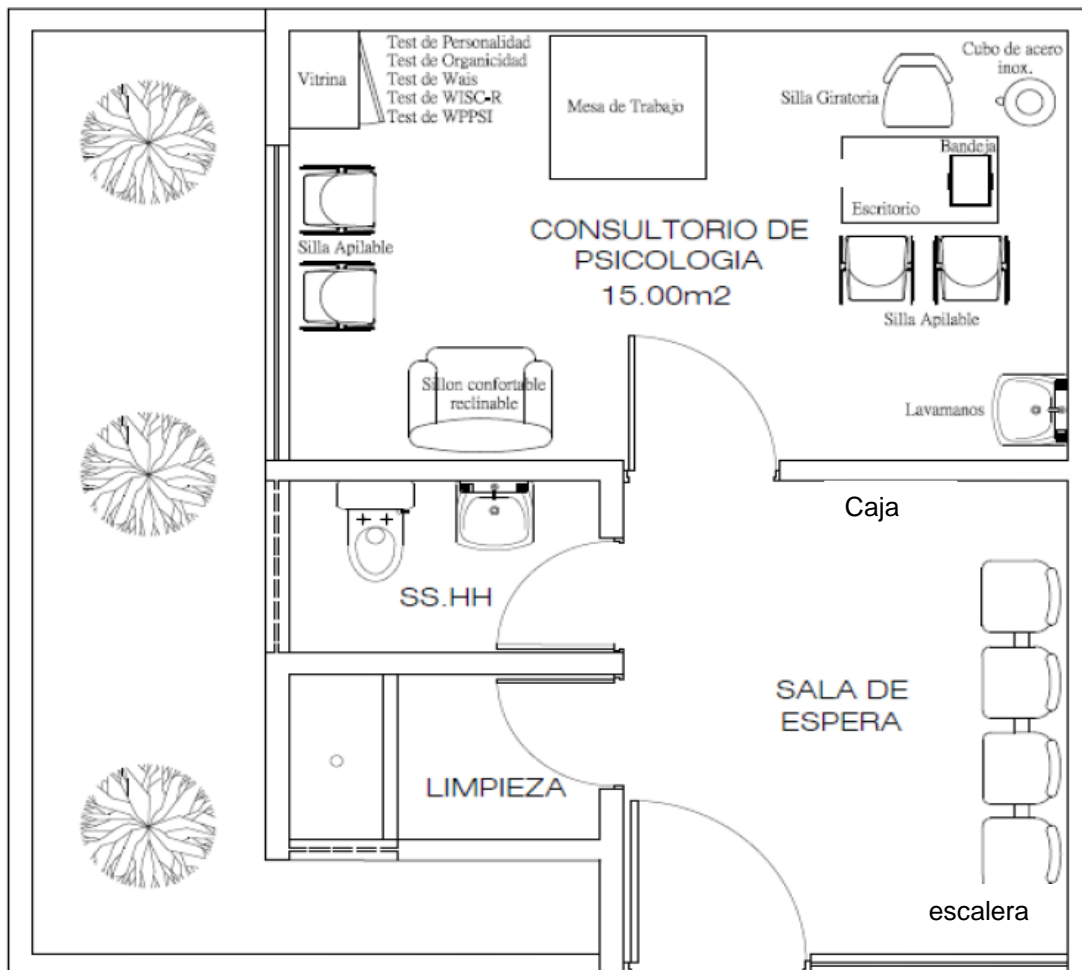 Vitrina
Test de Personalidad
Test de Organicidad
Test de Wais
Test de WISC-R
Test de WPPSI
Mesa de Trabajo
Silla Giratoria
Cubo de acero
inox.
Bandeja
Escritorio
Silla Apilable
CONSULTORIO DE
PSICOLOGIA
15.00m2
Silla Apilable
Sillon confortable
reclinable
Lavamanos
Caja
SS.HH
SALA DE
ESPERA
LIMPIEZA
escalera